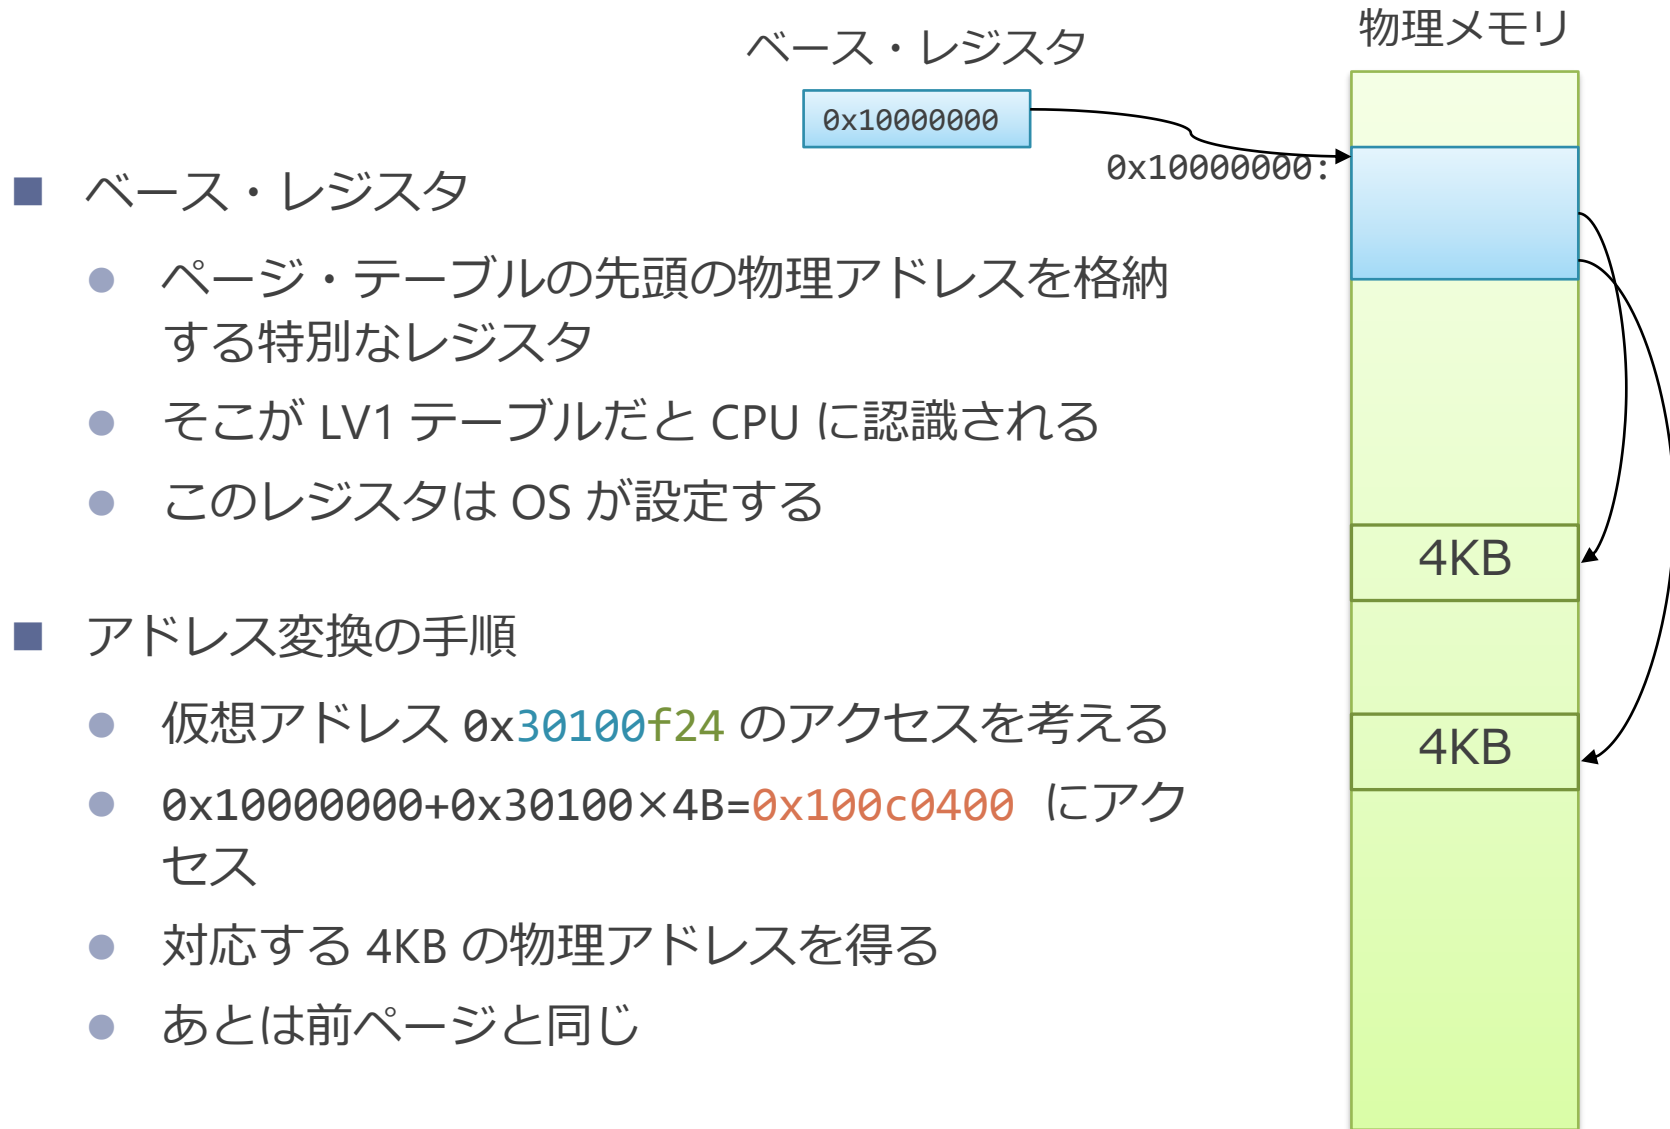 ベース・レジスタ
物理メモリ
0x10000000
0x10000000:
■ ベース・レジスタ
● ページ・テーブルの先頭の物理アドレスを格納
する特別なレジスタ
● そこが LV1 テーブルだと CPU に認識される
● このレジスタは OS が設定する
4KB
■ アドレス変換の手順
● 仮想アドレス 0x30100f24 のアクセスを考える
4KB
● 0x10000000+0x30100×4B=0x100c0400 にアク
セス
● 対応する 4KB の物理アドレスを得る
● あとは前ページと同じ